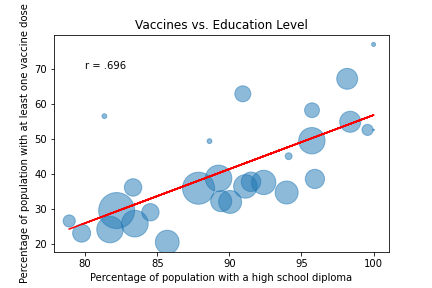 Vaccines vs. Education Level
Percentage of population with at least one vaccine dose
r = .696
70
60
50
40
30
20
80
85
90
95
100
Percentage of population with a high school diploma